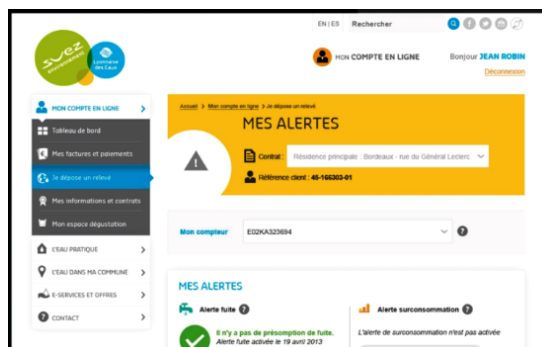 EN | ES Rechercher
suez
environnement
Lyonnaise
des Eaux
MON COMPTE EN LIGNE
Bonjour JEAN ROBIN
Déconnexion
MON COMPTE EN LIGNE
Tableau de bord
Mes factures et paiements
Je dépose un relevé
Mes informations et contrats
Mon espace dégustation
L'EAU PRATIQUE
L'EAU DANS MA COMMUNE
E-SERVICES ET OFFRES
CONTACT
Accueil > Mon compte en ligne > Je dépose un relevé
MES ALERTES
Contrat : Résidence principale : Bordeaux - rue du Général Leclerc
Référence client : 45-166303-01
Mon compteur E02KA323694
MES ALERTES
Alerte fuite
Il n'y a pas de présomption de fuite.
Alerte fuite activée le 19 avril 2013
Alerte surconsommation
L'alerte de surconsommation n'est pas activée